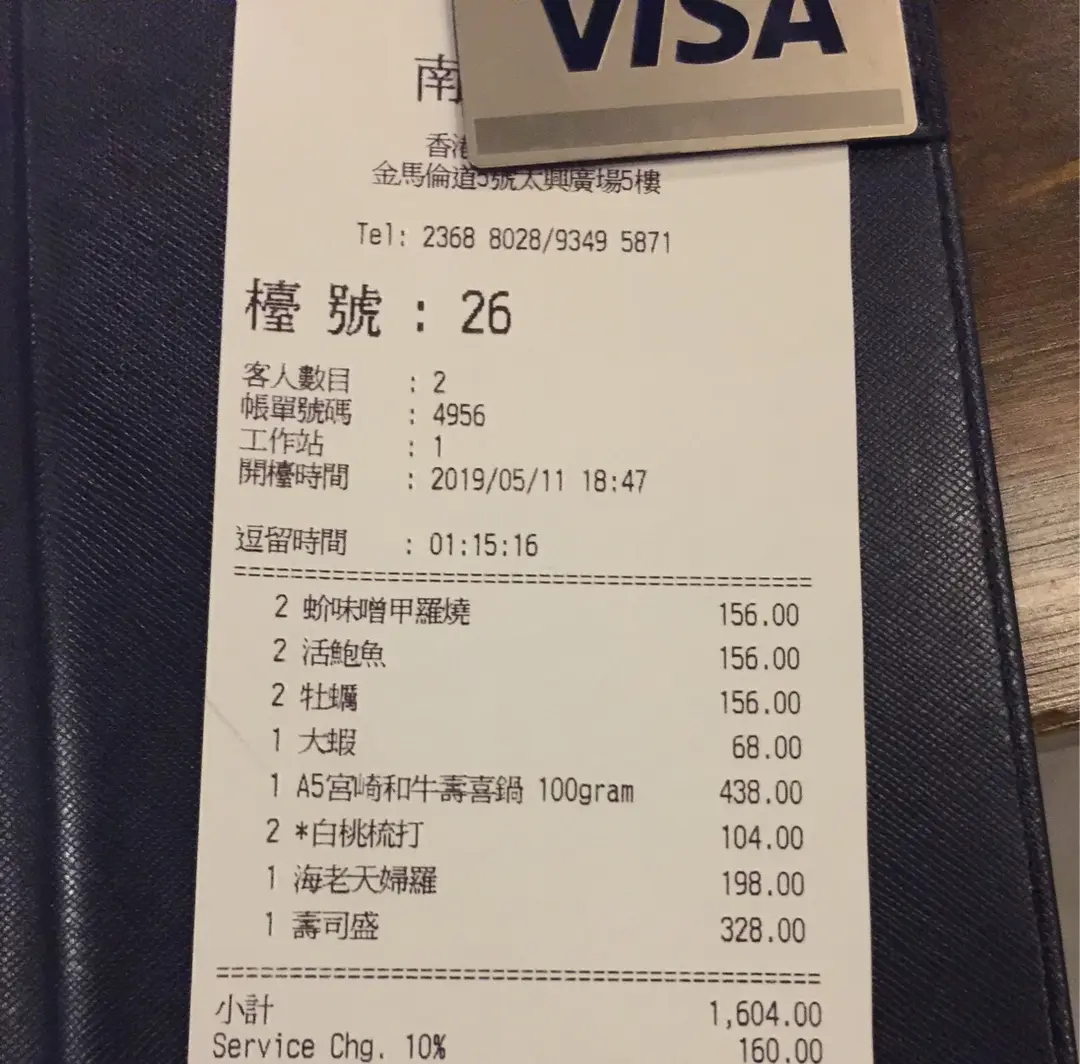 VISA
南
香港
金馬倫道5號太興廣場5樓
Tel: 2368 8028/9349 5871
檯 號 : 26
客人數目 : 2
帳單號碼 : 4956
工作站 : 1
開檯時間 : 2019/05/11 18:47
逗留時間 : 01:15:16
2 蚧味噌甲羅燒 156.00
2 活鮑魚 156.00
2 牡蠣 156.00
1 大蝦 68.00
1 A5宮崎和牛壽喜鍋 100gram 438.00
2 *白桃梳打 104.00
1 海老天婦羅 198.00
1 壽司盛 328.00
小計 1,604.00
Service Chg. 10% 160.00